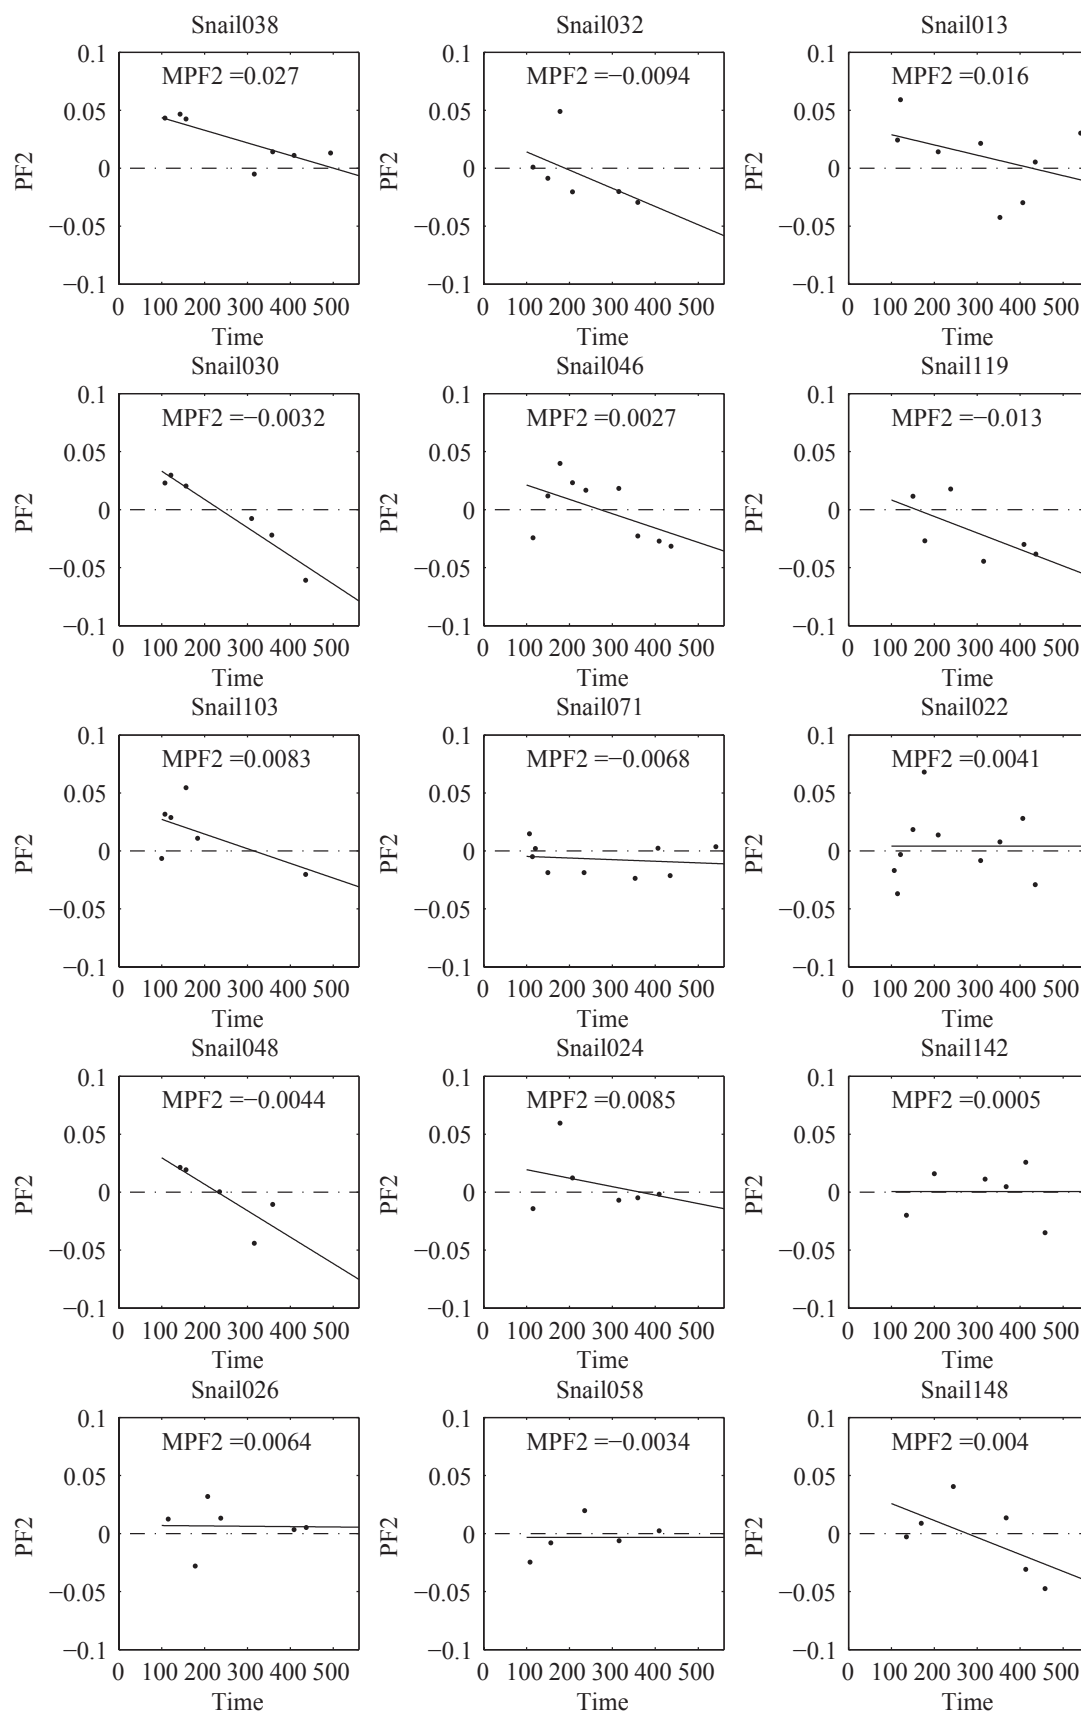 Snail038 Snail032 Snail013
0.1 0.1 0.1
MPF2 =0.027 MPF2 =−0.0094 MPF2 =0.016
0.05 0.05 0.05
PF2 0 PF2 0 PF2 0
−0.05 −0.05 −0.05
−0.1 −0.1 −0.1
0 100 200 300 400 500 0 100 200 300 400 500 0 100 200 300 400 500
Time Time Time
Snail030 Snail046 Snail119
0.1 0.1 0.1
MPF2 =−0.0032 MPF2 =0.0027 MPF2 =−0.013
0.05 0.05 0.05
PF2 0 PF2 0 PF2 0
−0.05 −0.05 −0.05
−0.1 −0.1 −0.1
0 100 200 300 400 500 0 100 200 300 400 500 0 100 200 300 400 500
Time Time Time
Snail103 Snail071 Snail022
0.1 0.1 0.1
MPF2 =0.0083 MPF2 =−0.0068 MPF2 =0.0041
0.05 0.05 0.05
PF2 0 PF2 0 PF2 0
−0.05 −0.05 −0.05
−0.1 −0.1 −0.1
0 100 200 300 400 500 0 100 200 300 400 500 0 100 200 300 400 500
Time Time Time
Snail048 Snail024 Snail142
0.1 0.1 0.1
MPF2 =−0.0044 MPF2 =0.0085 MPF2 =0.0005
0.05 0.05 0.05
PF2 0 PF2 0 PF2 0
−0.05 −0.05 −0.05
−0.1 −0.1 −0.1
0 100 200 300 400 500 0 100 200 300 400 500 0 100 200 300 400 500
Time Time Time
Snail026 Snail058 Snail148
0.1 0.1 0.1
MPF2 =0.0064 MPF2 =−0.0034 MPF2 =0.004
0.05 0.05 0.05
PF2 0 PF2 0 PF2 0
−0.05 −0.05 −0.05
−0.1 −0.1 −0.1
0 100 200 300 400 500 0 100 200 300 400 500 0 100 200 300 400 500
Time Time Time